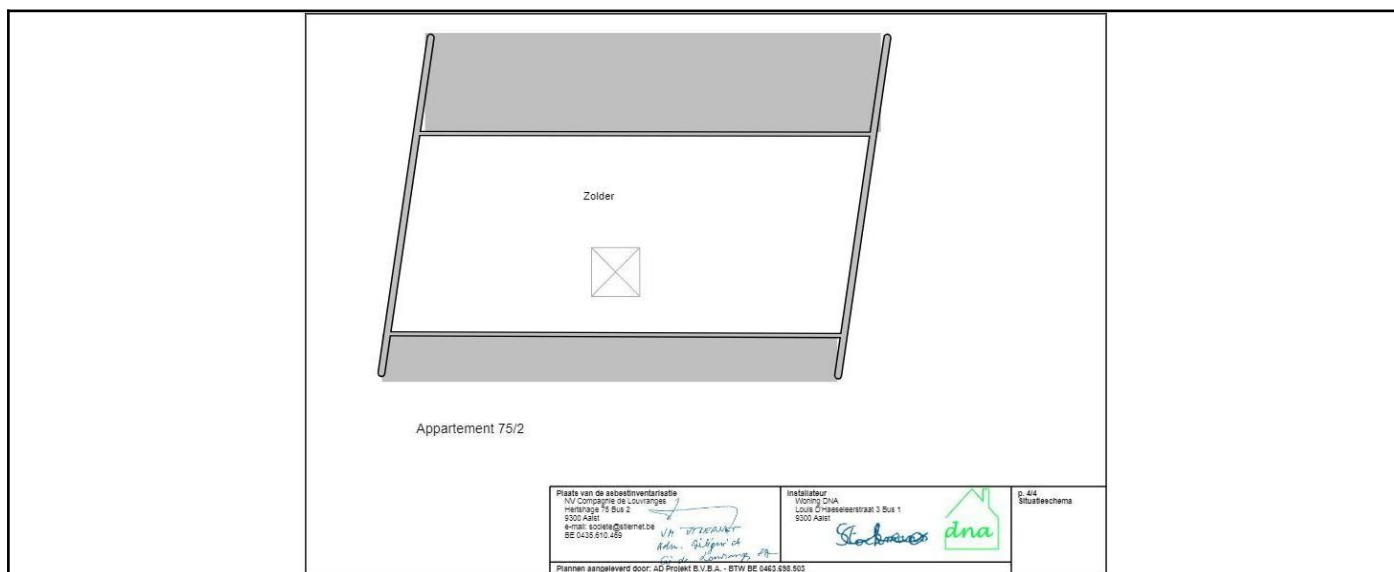 Zolder
Appartement 75/2
Plaats van de asbestinventarisatie
NV Compagnie de Louvranges
Hertshage 75 Bus 2
9300 Aalst
e-mail: societe@stiernet.be
BE 0435.610.469
Installateur
Woning DNA
Louis D'Haeseleerstraat 3 Bus 1
9300 Aalst
dna
p. 4/4
Situatieschema
Plannen aangeleverd door: AD Projekt B.V.B.A. - BTW BE 0463.698.503